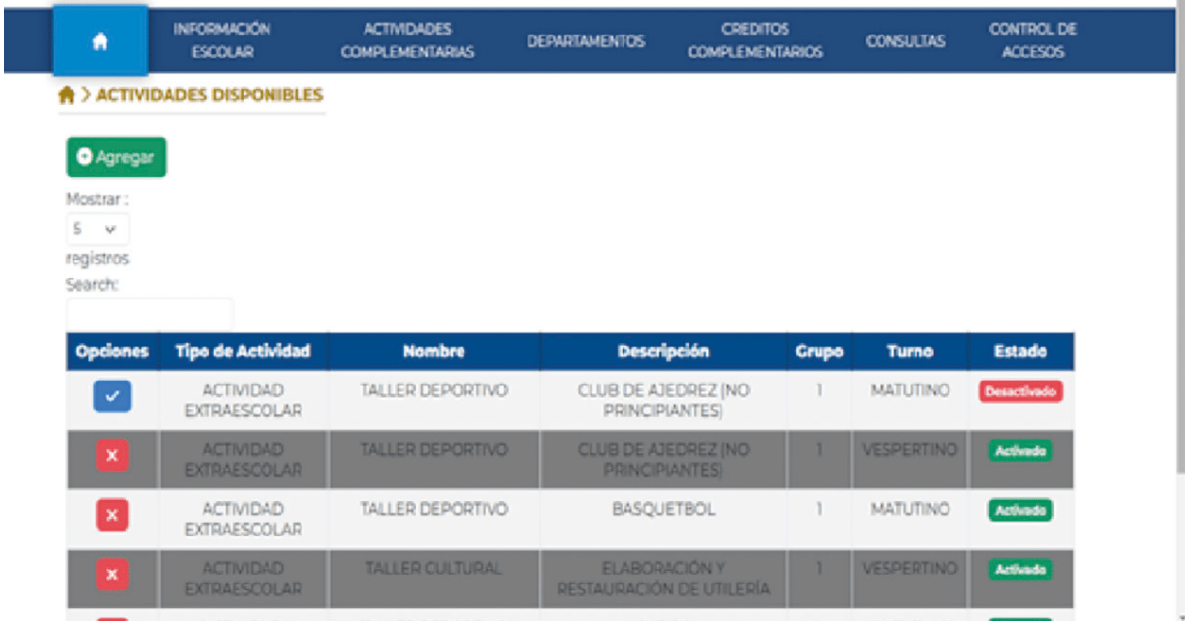 INFORMACIÓN ESCOLAR
ACTIVIDADES COMPLEMENTARIAS
DEPARTAMENTOS
CREDITOS COMPLEMENTARIOS
CONSULTAS
CONTROL DE ACCESOS
> ACTIVIDADES DISPONIBLES
Agregar
Mostrar :
5
registros
Search:
Opciones Tipo de Actividad Nombre Descripción Grupo Turno Estado
ACTIVIDAD TALLER DEPORTIVO CLUB DE AJEDREZ (NO 1 MATUTINO Desactivado
EXTRAESCOLAR PRINCIPIANTES)
ACTIVIDAD TALLER DEPORTIVO CLUB DE AJEDREZ (NO 1 VESPERTINO Activado
EXTRAESCOLAR PRINCIPIANTES)
ACTIVIDAD TALLER DEPORTIVO BASQUETBOL 1 MATUTINO Activado
EXTRAESCOLAR
ACTIVIDAD TALLER CULTURAL ELABORACIÓN Y 1 VESPERTINO Activado
EXTRAESCOLAR RESTAURACIÓN DE UTILERÍA